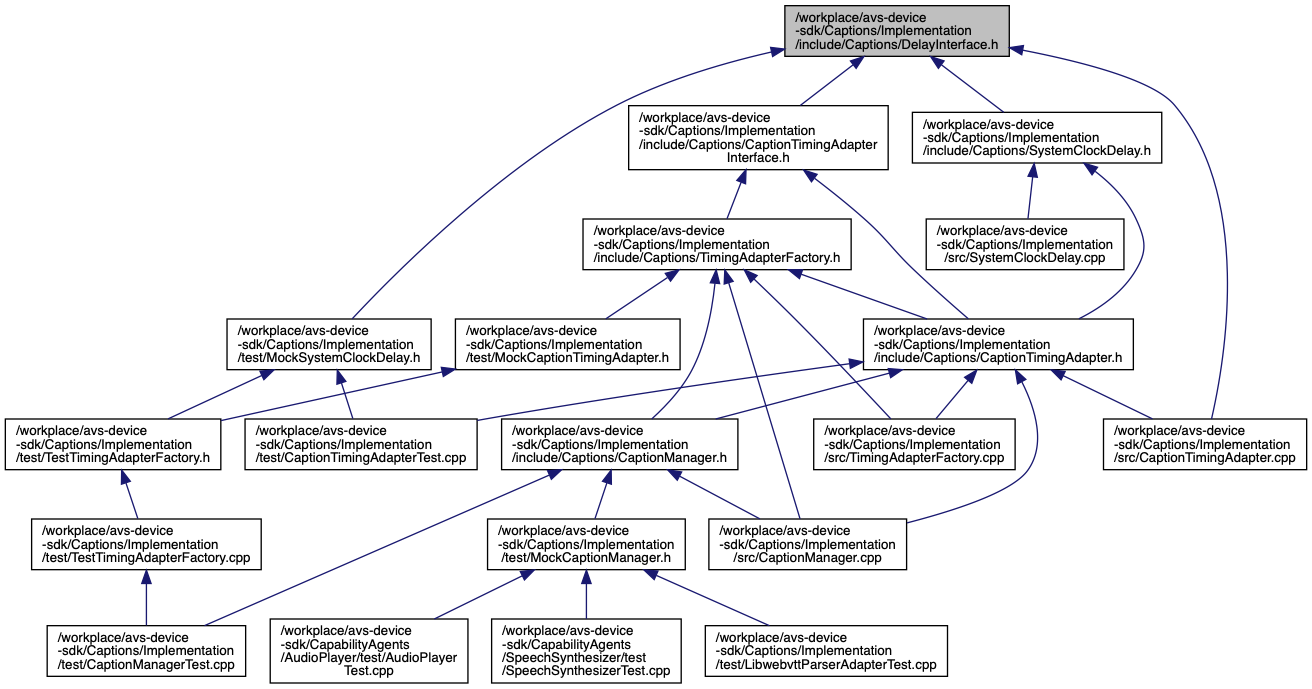 /workplace/avs-device
-sdk/Captions/Implementation
/include/Captions/DelayInterface.h
/workplace/avs-device
-sdk/Captions/Implementation
/include/Captions/CaptionTimingAdapter
Interface.h
/workplace/avs-device
-sdk/Captions/Implementation
/include/Captions/SystemClockDelay.h
/workplace/avs-device
-sdk/Captions/Implementation
/include/Captions/TimingAdapterFactory.h
/workplace/avs-device
-sdk/Captions/Implementation
/src/SystemClockDelay.cpp
/workplace/avs-device
-sdk/Captions/Implementation
/test/MockSystemClockDelay.h
/workplace/avs-device
-sdk/Captions/Implementation
/test/MockCaptionTimingAdapter.h
/workplace/avs-device
-sdk/Captions/Implementation
/include/Captions/CaptionTimingAdapter.h
/workplace/avs-device
-sdk/Captions/Implementation
/test/TestTimingAdapterFactory.h
/workplace/avs-device
-sdk/Captions/Implementation
/test/CaptionTimingAdapterTest.cpp
/workplace/avs-device
-sdk/Captions/Implementation
/include/Captions/CaptionManager.h
/workplace/avs-device
-sdk/Captions/Implementation
/src/TimingAdapterFactory.cpp
/workplace/avs-device
-sdk/Captions/Implementation
/src/CaptionTimingAdapter.cpp
/workplace/avs-device
-sdk/Captions/Implementation
/test/TestTimingAdapterFactory.cpp
/workplace/avs-device
-sdk/Captions/Implementation
/test/MockCaptionManager.h
/workplace/avs-device
-sdk/Captions/Implementation
/src/CaptionManager.cpp
/workplace/avs-device
-sdk/Captions/Implementation
/test/CaptionManagerTest.cpp
/workplace/avs-device
-sdk/CapabilityAgents
/AudioPlayer/test/AudioPlayer
Test.cpp
/workplace/avs-device
-sdk/CapabilityAgents
/SpeechSynthesizer/test
/SpeechSynthesizerTest.cpp
/workplace/avs-device
-sdk/Captions/Implementation
/test/LibwebvttParserAdapterTest.cpp